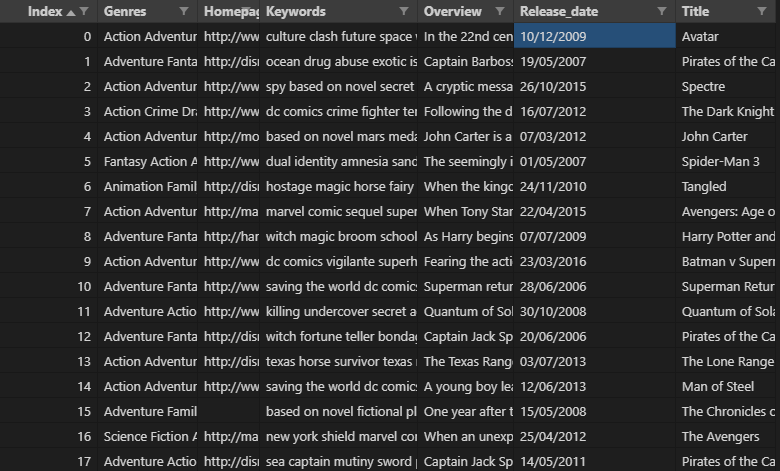 Index Genres Homepag Keywords Overview Release_date Title
0 Action Adventur http://ww culture clash future space In the 22nd cen 10/12/2009 Avatar
1 Adventure Fanta http://disn ocean drug abuse exotic is Captain Barboss 19/05/2007 Pirates of the Ca
2 Action Adventur http://ww spy based on novel secret A cryptic messa 26/10/2015 Spectre
3 Action Crime Dra http://ww dc comics crime fighter ter Following the d 16/07/2012 The Dark Knight
4 Action Adventur http://mo based on novel mars meda John Carter is a 07/03/2012 John Carter
5 Fantasy Action A http://ww dual identity amnesia sand The seemingly i 01/05/2007 Spider-Man 3
6 Animation Famil http://disn hostage magic horse fairy When the kingd 24/11/2010 Tangled
7 Action Adventur http://ma marvel comic sequel super When Tony Star 22/04/2015 Avengers: Age o
8 Adventure Fanta http://har witch magic broom school As Harry begins 07/07/2009 Harry Potter and
9 Action Adventur http://ww dc comics vigilante superh Fearing the acti 23/03/2016 Batman v Superm
10 Adventure Fanta http://ww saving the world dc comics Superman retur 28/06/2006 Superman Retur
11 Adventure Actio http://ww killing undercover secret a Quantum of Sol 30/10/2008 Quantum of Sola
12 Adventure Fanta http://disn witch fortune teller bondag Captain Jack Sp 20/06/2006 Pirates of the Ca
13 Action Adventur http://disn texas horse survivor texas The Texas Rang 03/07/2013 The Lone Range
14 Action Adventur http://ww saving the world dc comics A young boy lea 12/06/2013 Man of Steel
15 Adventure Famil based on novel fictional pl One year after t 15/05/2008 The Chronicles o
16 Science Fiction A http://ma new york shield marvel co When an unexp 25/04/2012 The Avengers
17 Adventure Actio http://disn sea captain mutiny sword Captain Jack Sp 14/05/2011 Pirates of the Ca